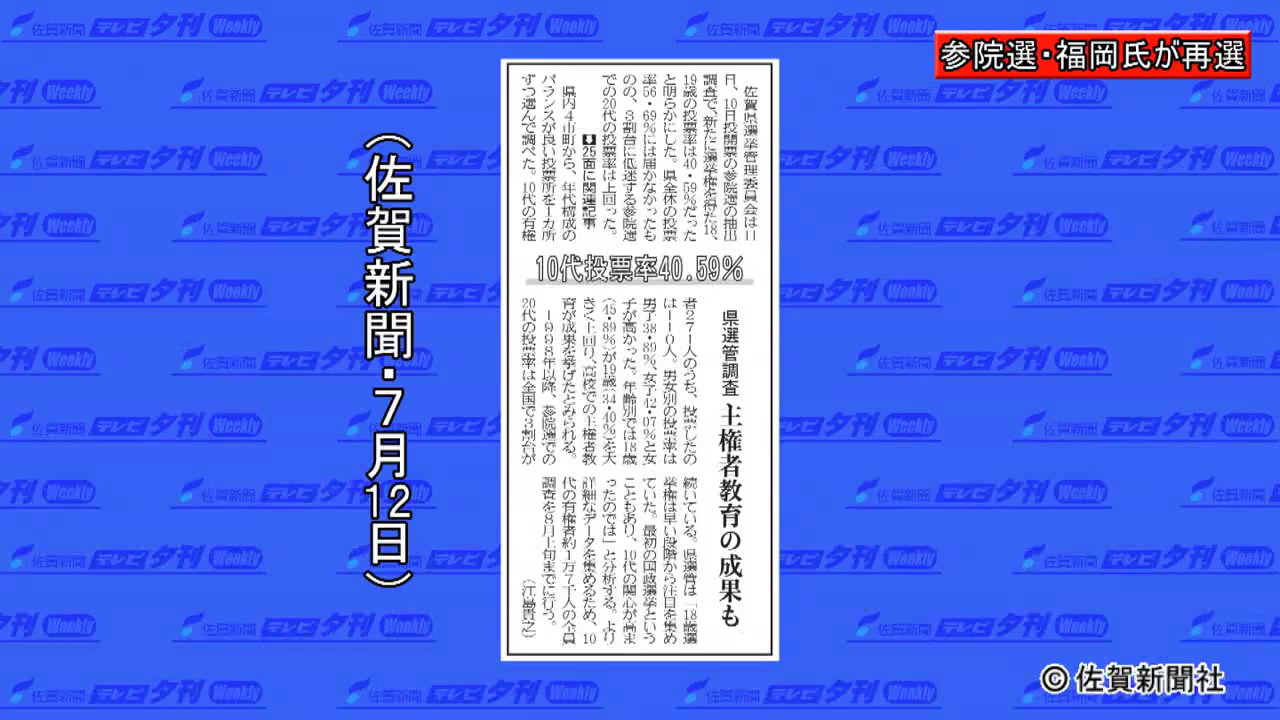 参院選・福岡氏が再選
(佐賀新聞・7月12日)
10代投票率40.59%
県選管調査 主権者教育の成果も
佐賀県選挙管理委員会は11
日、10日投開票の参院選の抽出
調査で、新たに選挙権を得た18、
19歳の投票率は40・59%だった
と明らかにした。県全体の投票
率56・69%には届かなかったも
のの、3割台に低迷する参院選
での20代の投票率は上回った。
➡25面に関連記事
県内4市町から、年代構成の
バランスが良い投票所を1カ所
ずつ選んで調べた。10代の有権
者271人のうち、投票したの
は110人。男女別の投票率は
男子38・89%、女子42・07%と女
子が高かった。年齢別では18歳
(45・89%)が19歳(34・40%)を大
きく上回り、高校での主権者教
育が成果を挙げたとみられる。
1998年以降、参院選での
20代の投票率は全国で3割台が
続いている。県選管は「18歳選
挙権は早い段階から注目を集め
ていた。最初の国政選挙という
こともあり、10代の関心が高ま
ったのでは」と分析する。より
詳細なデータを集めるため、10
代の有権者約1万7千人の全員
調査を8月上旬までに行う。
(江島貴之)
© 佐賀新聞社
佐賀新聞 テレビ夕刊 Weekly